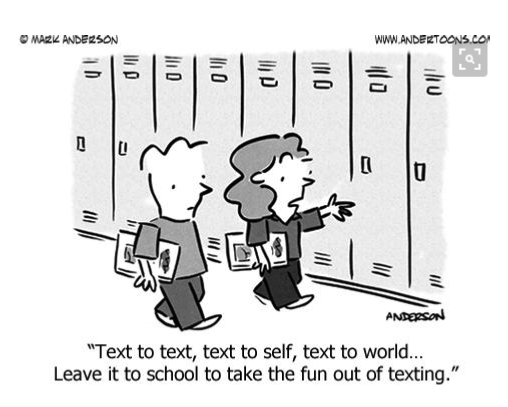 © MARK ANDERSON
WWW.ANDERTOONS.COM
ANDERSON
"Text to text, text to self, text to world...
Leave it to school to take the fun out of texting."